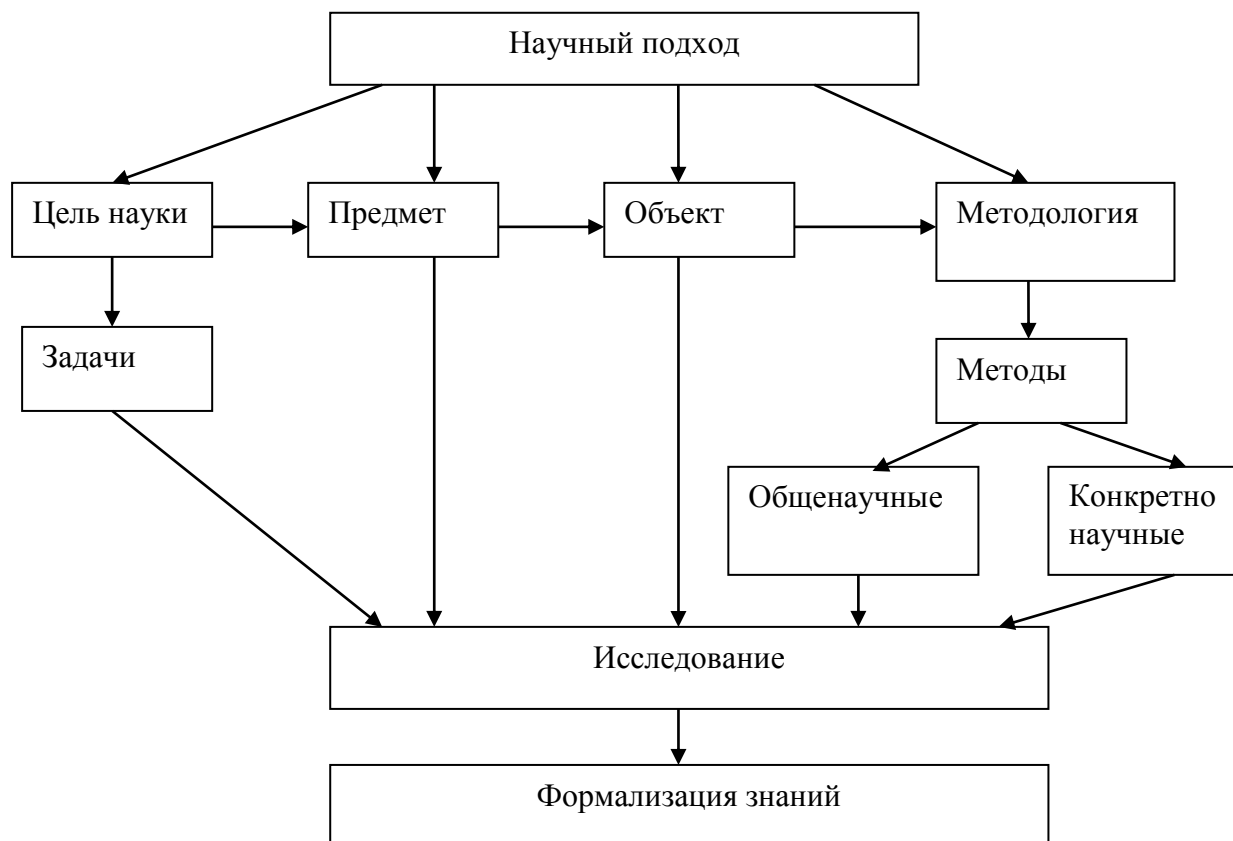 Научный подход
Цель науки
Предмет
Объект
Методология
Задачи
Методы
Общенаучные
Конкретно
научные
Исследование
Формализация знаний